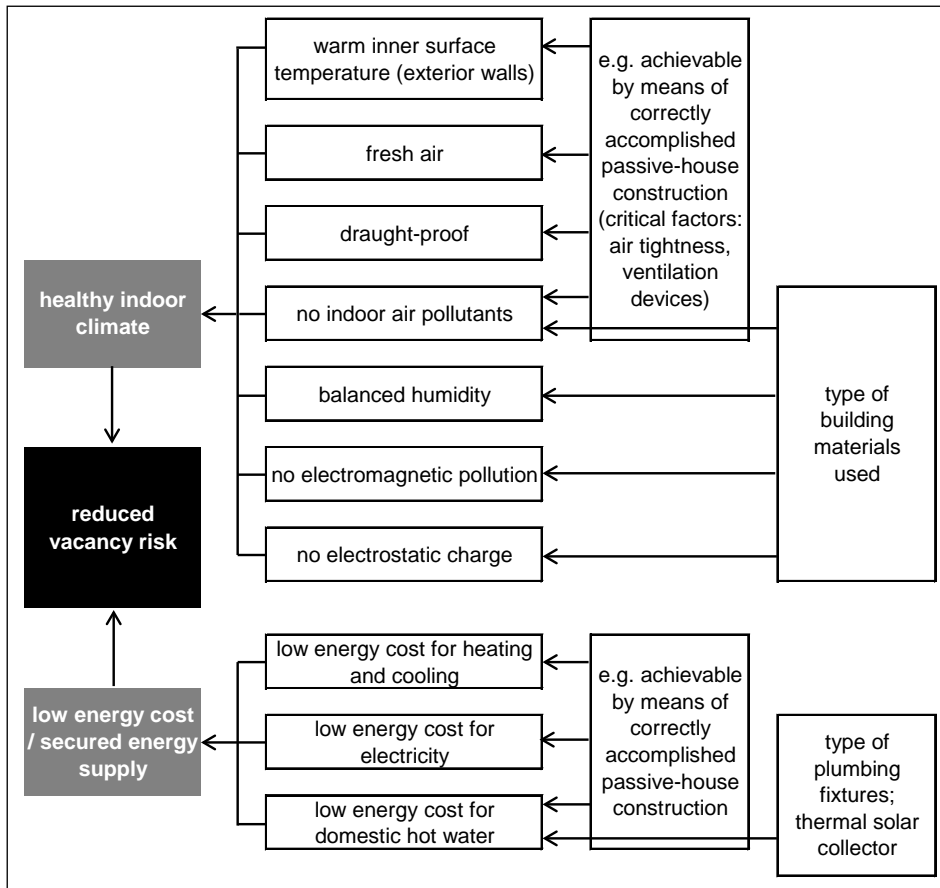 warm inner surface
temperature (exterior walls)
fresh air
draught-proof
no indoor air pollutants
balanced humidity
no electromagnetic pollution
no electrostatic charge
e.g. achievable
by means of
correctly
accomplished
passive-house
construction
(critical factors:
air tightness,
ventilation
devices)
type of
building
materials
used
healthy indoor
climate
reduced
vacancy risk
low energy cost
/ secured energy
supply
low energy cost for heating
and cooling
low energy cost for
electricity
low energy cost for
domestic hot water
e.g. achievable
by means of
correctly
accomplished
passive-house
construction
type of
plumbing
fixtures;
thermal solar
collector